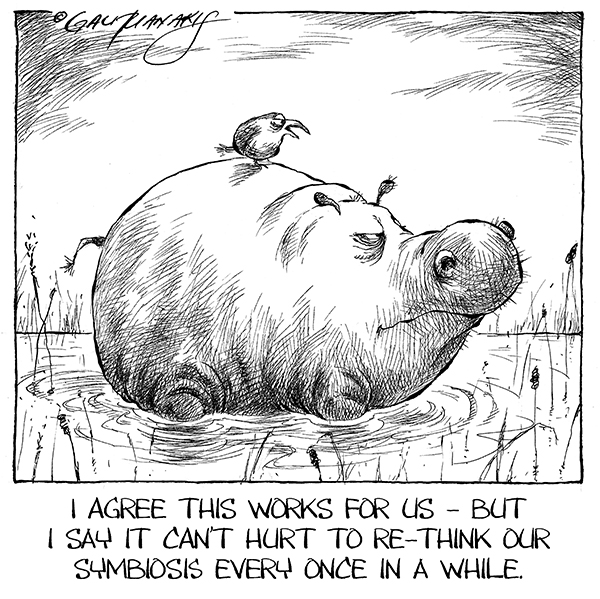 © GALIFIANAKIS
I AGREE THIS WORKS FOR US – BUT
I SAY IT CAN'T HURT TO RE-THINK OUR
SYMBIOSIS EVERY ONCE IN A WHILE.